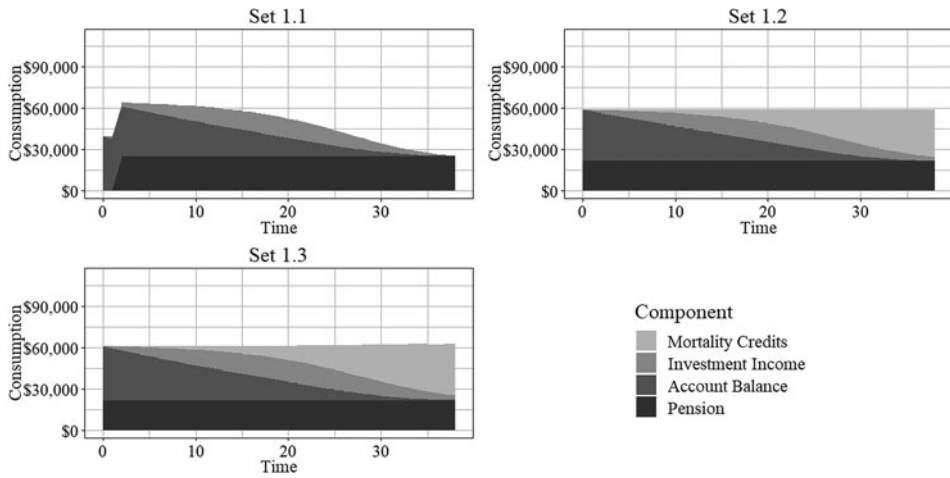 Set 1.1
Consumption
$90,000
$60,000
$30,000
$0
0
10
20
30
Time
Set 1.2
Consumption
$90,000
$60,000
$30,000
$0
0
10
20
30
Time
Set 1.3
Consumption
$90,000
$60,000
$30,000
$0
0
10
20
30
Time
Component
Mortality Credits
Investment Income
Account Balance
Pension